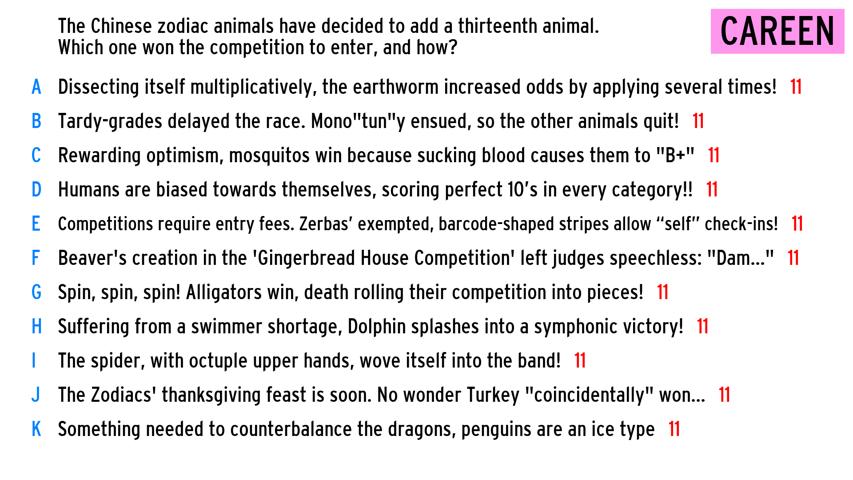 The Chinese zodiac animals have decided to add a thirteenth animal.
Which one won the competition to enter, and how?
CAREEN
A Dissecting itself multiplicatively, the earthworm increased odds by applying several times! 11
B Tardy-grades delayed the race. Mono"tun"y ensued, so the other animals quit! 11
C Rewarding optimism, mosquitos win because sucking blood causes them to "B+" 11
D Humans are biased towards themselves, scoring perfect 10's in every category!! 11
E Competitions require entry fees. Zerbas’ exempted, barcode-shaped stripes allow “self” check-ins! 11
F Beaver's creation in the 'Gingerbread House Competition' left judges speechless: "Dam..." 11
G Spin, spin, spin! Alligators win, death rolling their competition into pieces! 11
H Suffering from a swimmer shortage, Dolphin splashes into a symphonic victory! 11
I The spider, with octuple upper hands, wove itself into the band! 11
J The Zodiacs' thanksgiving feast is soon. No wonder Turkey "coincidentally" won... 11
K Something needed to counterbalance the dragons, penguins are an ice type 11